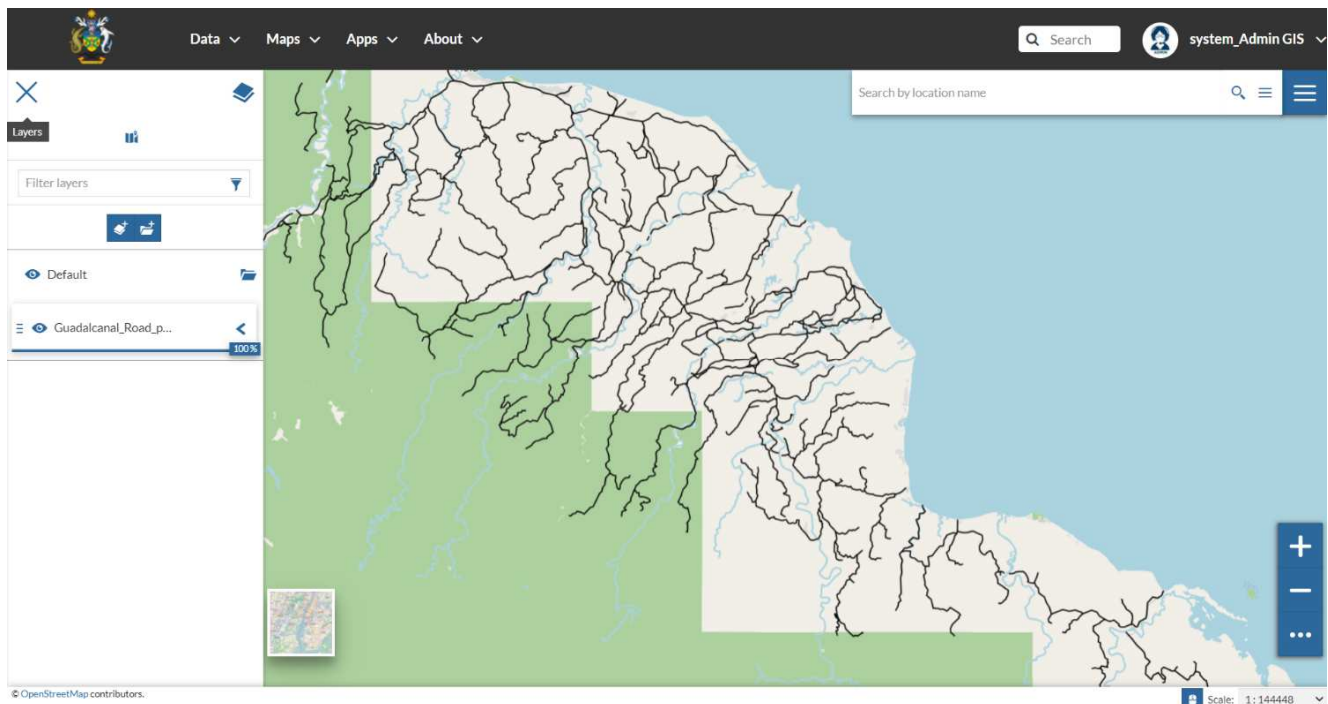 Data Maps Apps About Search system_Admin GIS
Layers
Search by location name
Filter layers
Default
Guadalcanal_Road_p...
100%
© OpenStreetMap contributors.
Scale: 1 : 144448